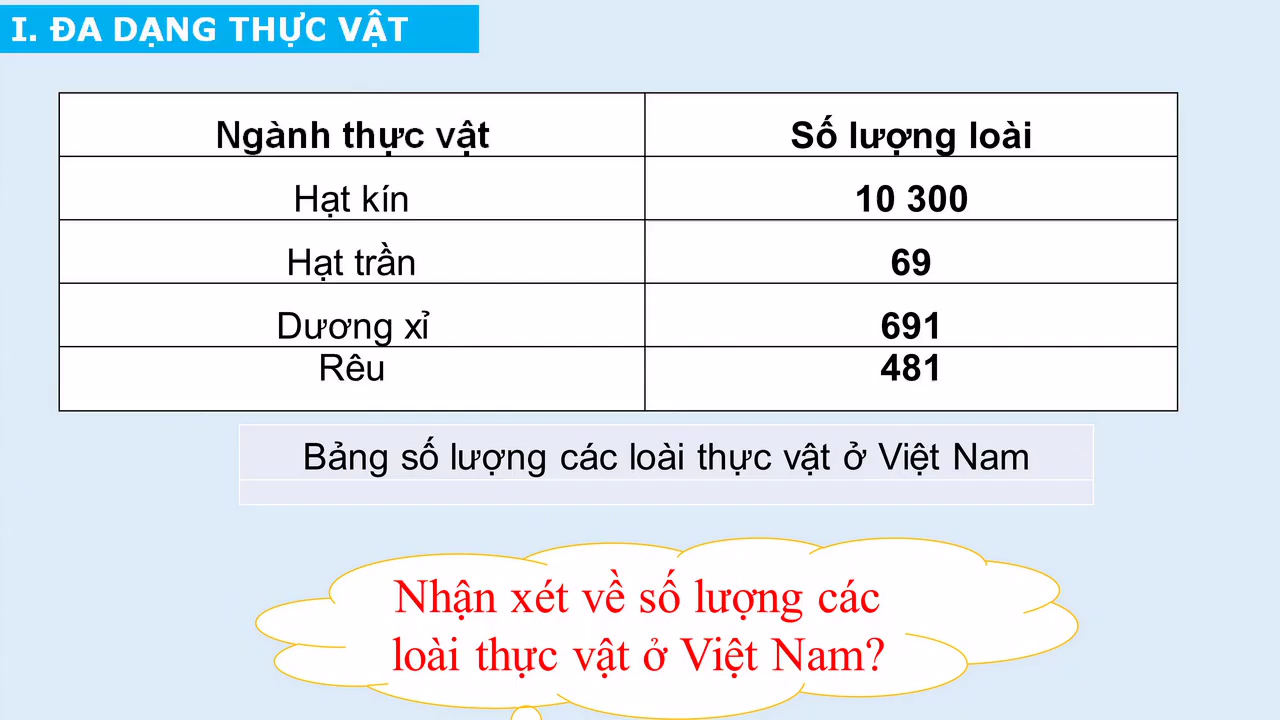 I. ĐA DẠNG THỰC VẬT
Ngành thực vật Số lượng loài
Hạt kín 10 300
Hạt trần 69
Dương xỉ 691
Rêu 481
Bảng số lượng các loài thực vật ở Việt Nam
Nhận xét về số lượng các
loài thực vật ở Việt Nam?